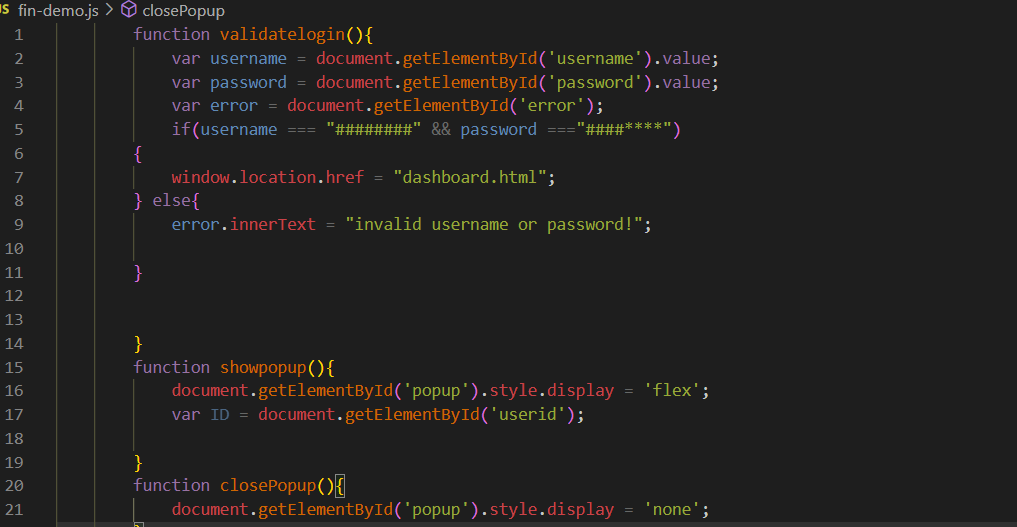 JS fin-demo.js > closePopup
1 function validatelogin(){
2 var username = document.getElementById('username').value;
3 var password = document.getElementById('password').value;
4 var error = document.getElementById('error');
5 if(username === "########" && password ==="####****")
6 {
7 window.location.href = "dashboard.html";
8 } else{
9 error.innerText = "invalid username or password!";
10
11 }
12
13
14 }
15 function showpopup(){
16 document.getElementById('popup').style.display = 'flex';
17 var ID = document.getElementById('userid');
18
19 }
20 function closePopup(){
21 document.getElementById('popup').style.display = 'none';